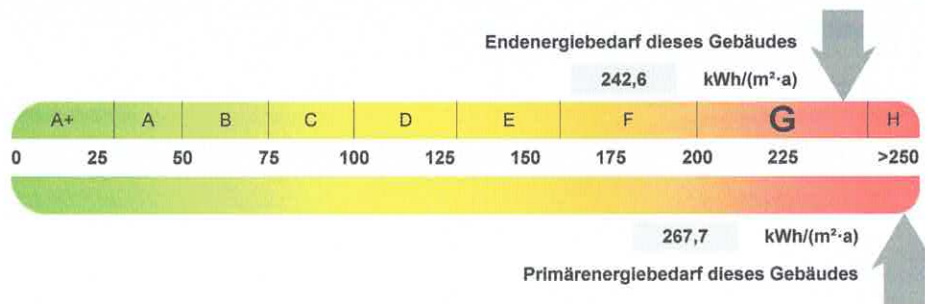 Endenergiebedarf dieses Gebäudes
242,6 kWh/(m²·a)
A+ A B C D E F G H
0 25 50 75 100 125 150 175 200 225 >250
267,7 kWh/(m²·a)
Primärenergiebedarf dieses Gebäudes